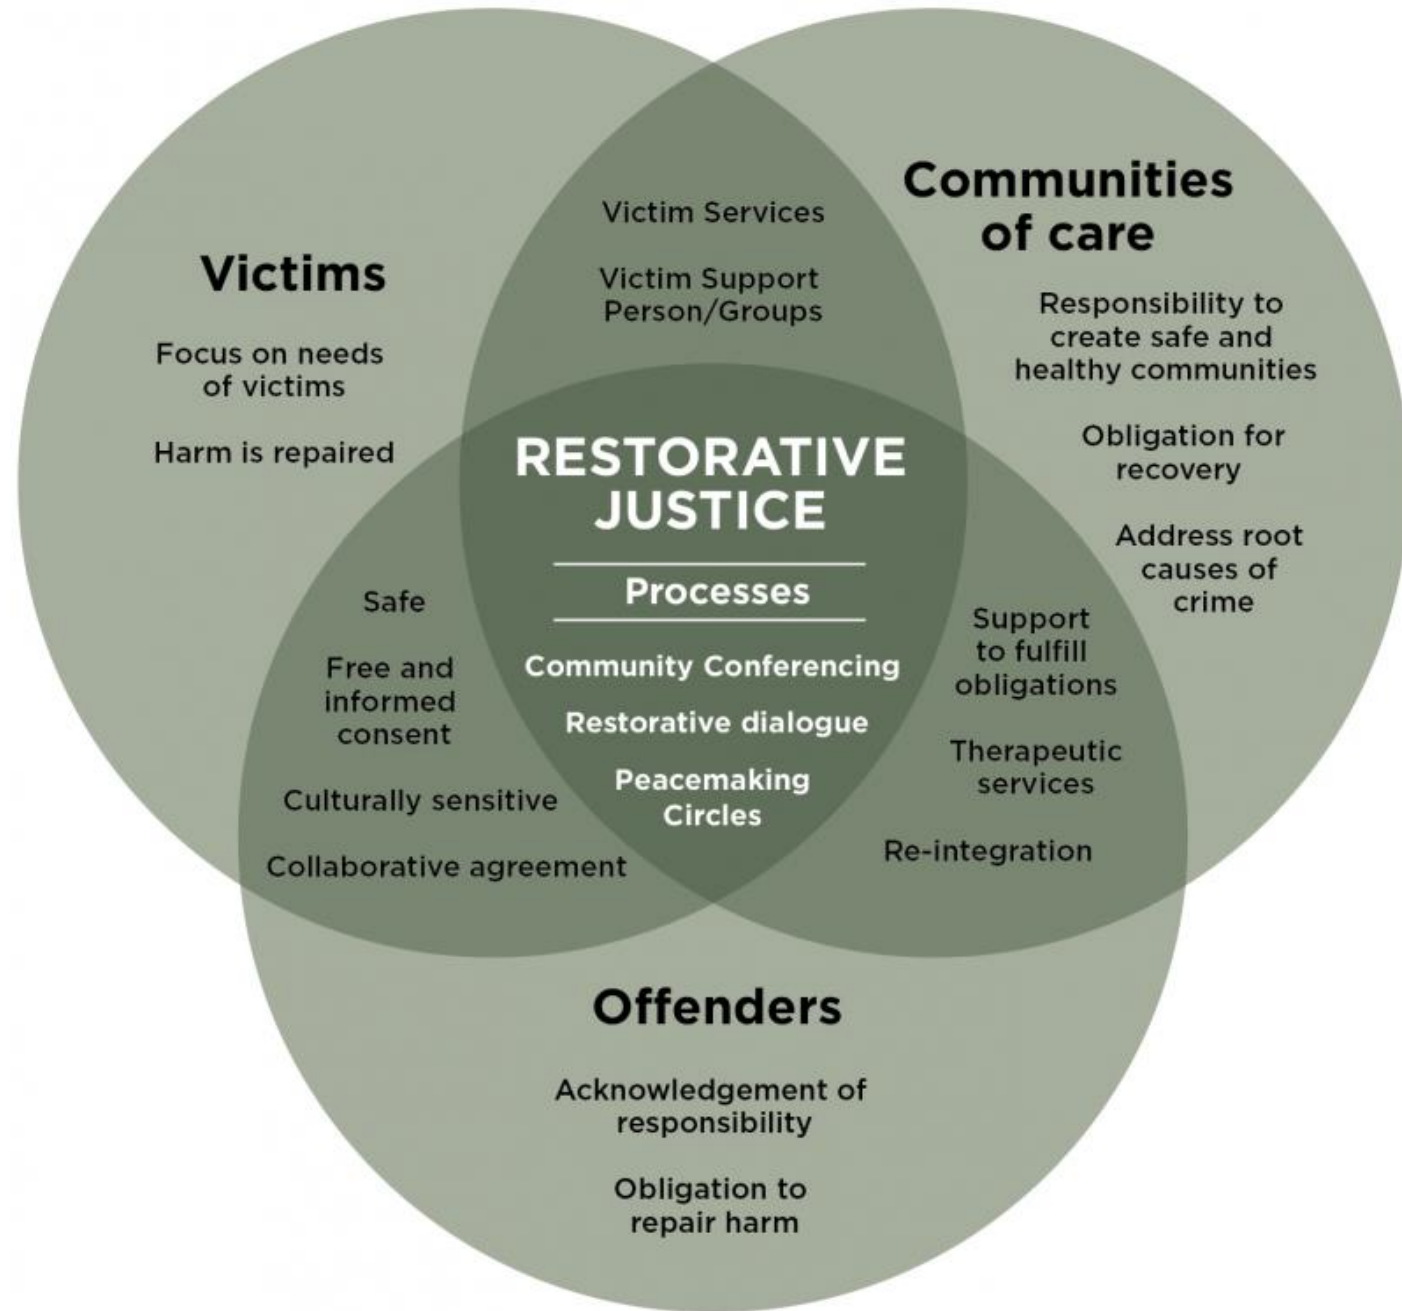 Victims
Focus on needs
of victims
Harm is repaired
Victim Services
Victim Support
Person/Groups
Communities
of care
Responsibility to
create safe and
healthy communities
Obligation for
recovery
Address root
causes of
crime
RESTORATIVE
JUSTICE
Processes
Community Conferencing
Restorative dialogue
Peacemaking
Circles
Safe
Free and
informed
consent
Culturally sensitive
Collaborative agreement
Support
to fulfill
obligations
Therapeutic
services
Re-integration
Offenders
Acknowledgement of
responsibility
Obligation to
repair harm